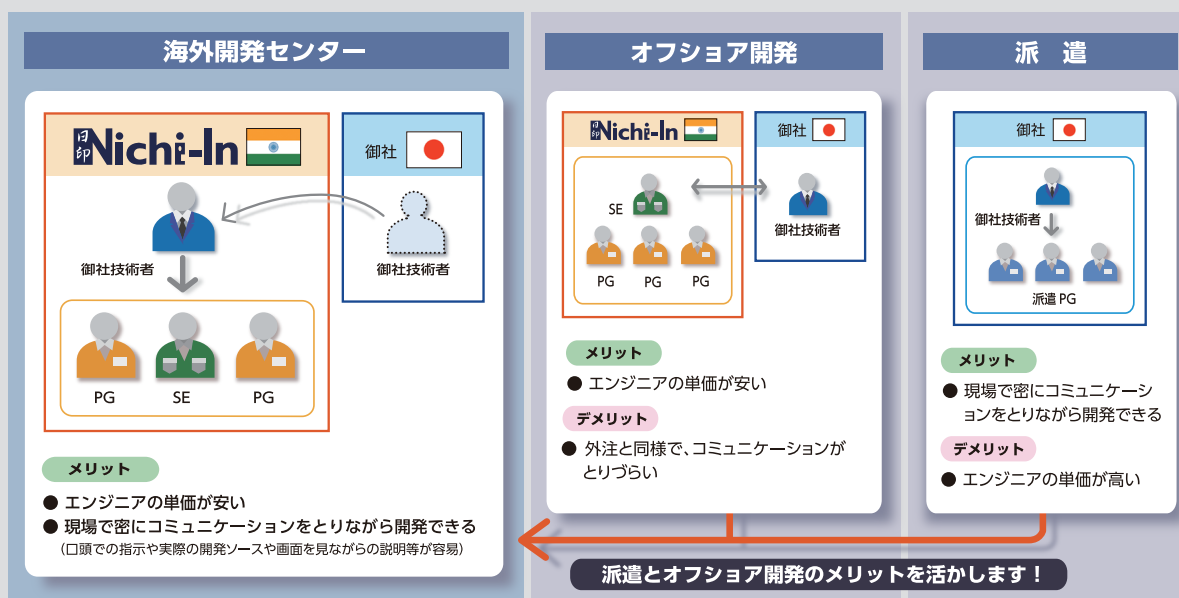 海外開発センター
日印 Nichi-In
御社
御社技術者
御社技術者
PG
SE
PG
メリット
● エンジニアの単価が安い
● 現場で密にコミュニケーションをとりながら開発できる
（口頭での指示や実際の開発ソースや画面を見ながらの説明等が容易）
オフショア開発
日印 Nichi-In
御社
SE
御社技術者
PG
PG
PG
メリット
● エンジニアの単価が安い
デメリット
● 外注と同様で、コミュニケーションが
とりづらい
派 遣
御社
御社技術者
派遣 PG
メリット
● 現場で密にコミュニケーシ
ョンをとりながら開発できる
デメリット
● エンジニアの単価が高い
派遣とオフショア開発のメリットを活かします！